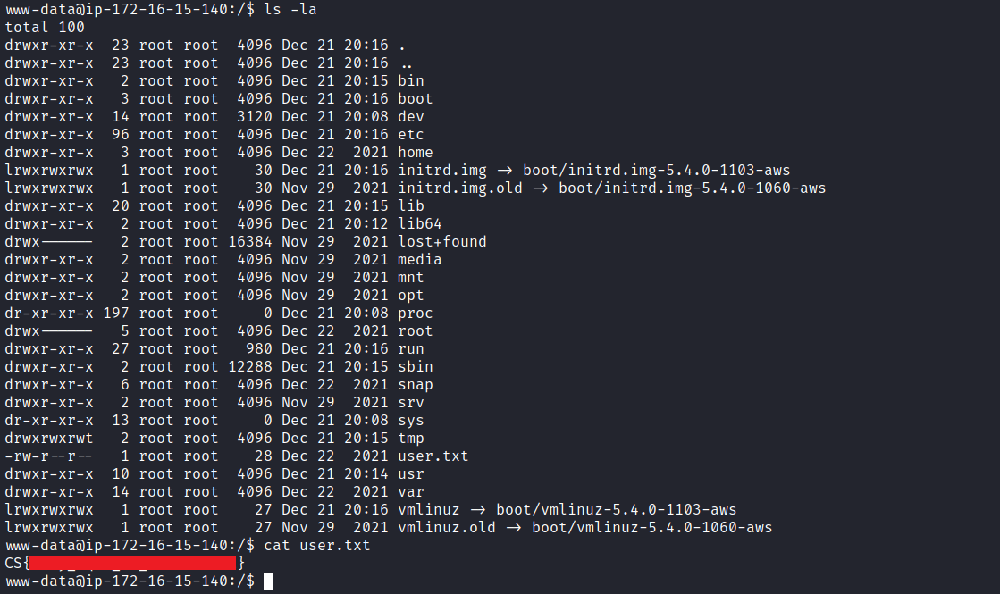 www-data@ip-172-16-15-140:/$ ls -la
total 100
drwxr-xr-x  23 root root  4096 Dec 21 20:16 .
drwxr-xr-x  23 root root  4096 Dec 21 20:16 ..
drwxr-xr-x   2 root root  4096 Dec 21 20:15 bin
drwxr-xr-x   3 root root  4096 Dec 21 20:16 boot
drwxr-xr-x  14 root root  3120 Dec 21 20:08 dev
drwxr-xr-x  96 root root  4096 Dec 21 20:16 etc
drwxr-xr-x   3 root root  4096 Dec 22  2021 home
lrwxrwxrwx   1 root root    30 Dec 21 20:16 initrd.img -> boot/initrd.img-5.4.0-1103-aws
lrwxrwxrwx   1 root root    30 Nov 29  2021 initrd.img.old -> boot/initrd.img-5.4.0-1060-aws
drwxr-xr-x  20 root root  4096 Dec 21 20:15 lib
drwxr-xr-x   2 root root  4096 Dec 21 20:12 lib64
drwx------   2 root root 16384 Nov 29  2021 lost+found
drwxr-xr-x   2 root root  4096 Nov 29  2021 media
drwxr-xr-x   2 root root  4096 Nov 29  2021 mnt
drwxr-xr-x   2 root root  4096 Nov 29  2021 opt
dr-xr-xr-x 197 root root     0 Dec 21 20:08 proc
drwx------   5 root root  4096 Dec 22  2021 root
drwxr-xr-x  27 root root   980 Dec 21 20:16 run
drwxr-xr-x   2 root root 12288 Dec 21 20:15 sbin
drwxr-xr-x   6 root root  4096 Dec 22  2021 snap
drwxr-xr-x   2 root root  4096 Nov 29  2021 srv
dr-xr-xr-x  13 root root     0 Dec 21 20:08 sys
drwxrwxrwt   2 root root  4096 Dec 21 20:15 tmp
-rw-r--r--   1 root root    28 Dec 22  2021 user.txt
drwxr-xr-x  10 root root  4096 Dec 21 20:14 usr
drwxr-xr-x  14 root root  4096 Dec 22  2021 var
lrwxrwxrwx   1 root root    27 Dec 21 20:16 vmlinuz -> boot/vmlinuz-5.4.0-1103-aws
lrwxrwxrwx   1 root root    27 Nov 29  2021 vmlinuz.old -> boot/vmlinuz-5.4.0-1060-aws
www-data@ip-172-16-15-140:/$ cat user.txt
CS{ }
www-data@ip-172-16-15-140:/$